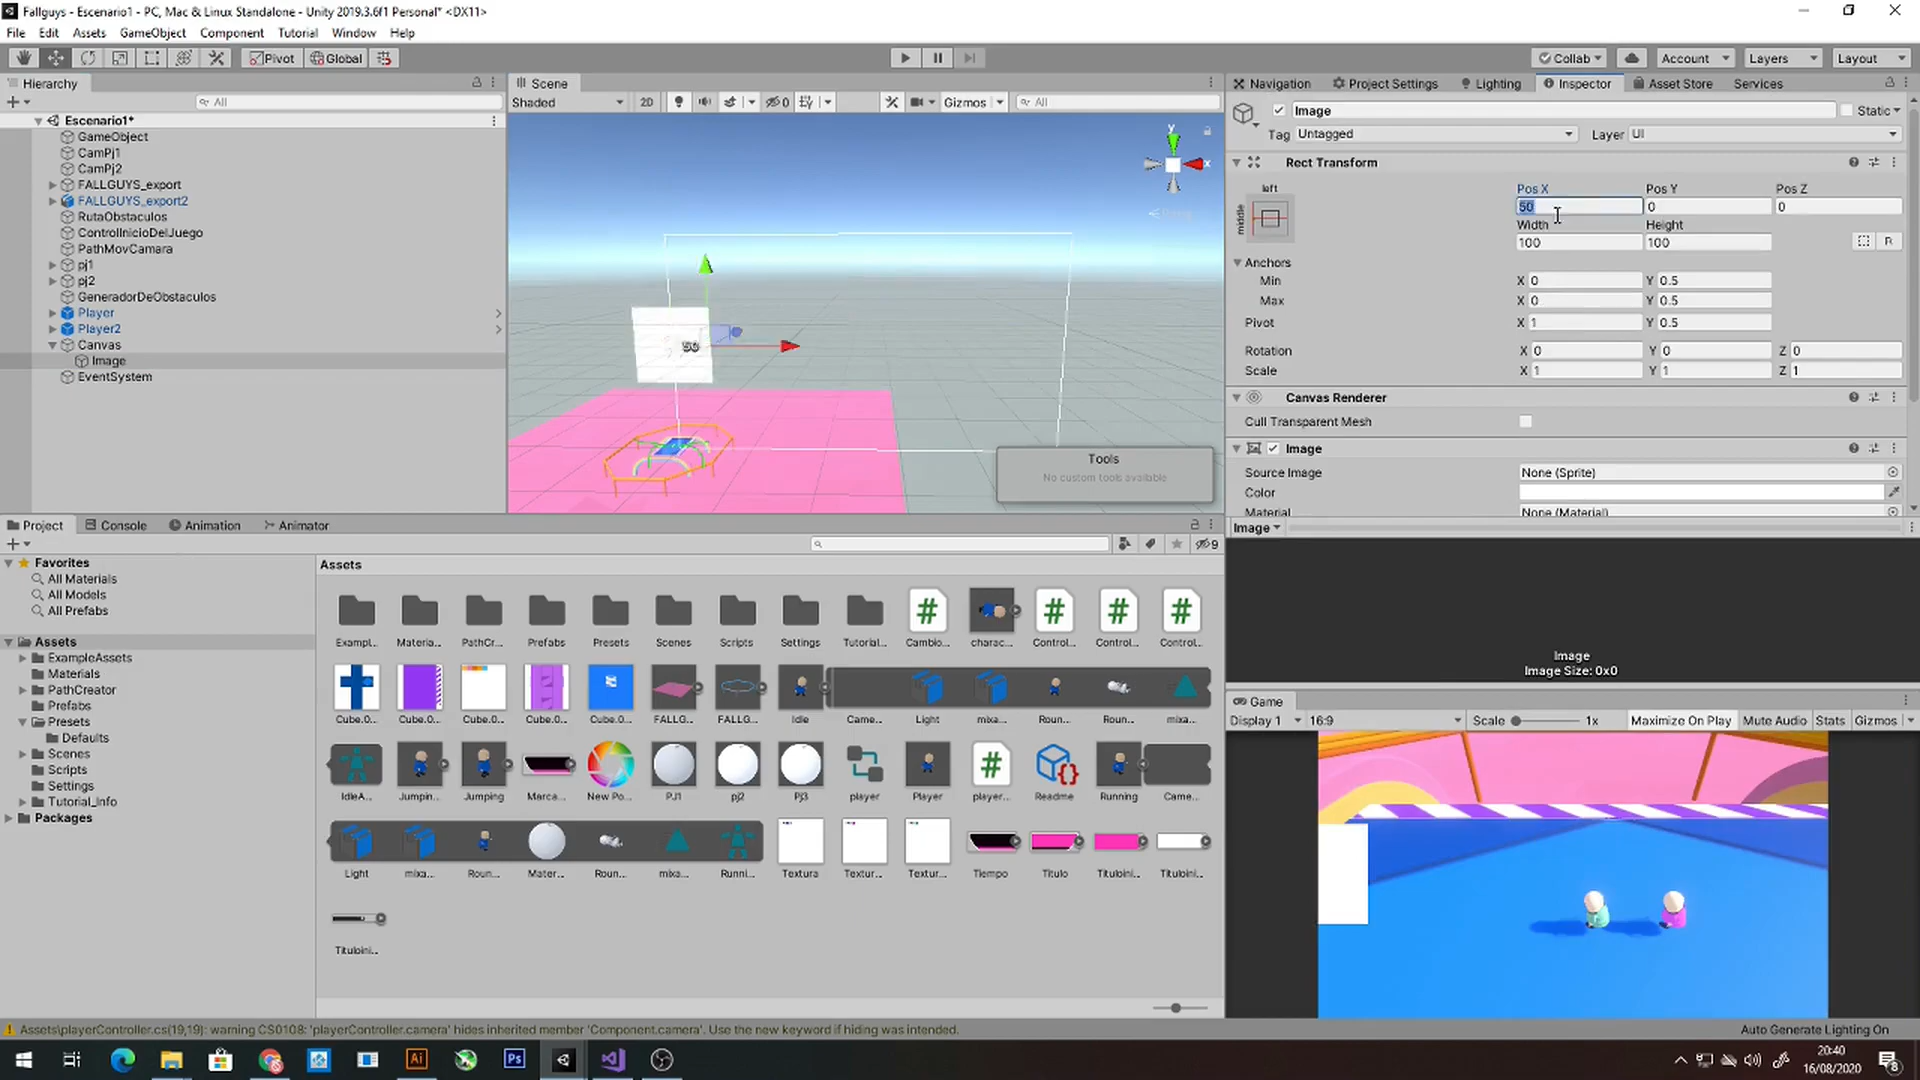 Fallguys - Escenario1 - PC, Mac & Linux Standalone - Unity 2019.3.6f1 Personal* <DX11>
File Edit Assets GameObject Component Tutorial Window Help
Pivot Global Collab Account Layers Layout
Hierarchy
All
Escenario1*
GameObject
CamPj1
CamPj2
FALLGUYS_export
FALLGUYS_export2
RutaObstaculos
ControlInicioDelJuego
PathMovCamara
pj1
pj2
GeneradorDeObstaculos
Player
Player2
Canvas
Image
EventSystem
Scene
Shaded 2D 0 Gizmos All
y
x
50
Tools
No custom tools available
Navigation Project Settings Lighting Inspector Asset Store Services
Image Static
Tag Untagged Layer UI
Rect Transform
left
middle
Pos X Pos Y Pos Z
50 0 0
Width Height
100 100 R
Anchors
Min X 0 Y 0.5
Max X 0 Y 0.5
Pivot X 1 Y 0.5
Rotation X 0 Y 0 Z 0
Scale X 1 Y 1 Z 1
Canvas Renderer
Cull Transparent Mesh
Image
Source Image None (Sprite)
Color
Material None (Material)
Image
Image
Image Size: 0x0
Game
Display 1 16:9 Scale 1x Maximize On Play Mute Audio Stats Gizmos
Project Console Animation Animator
9
Favorites
All Materials
All Models
All Prefabs
Assets
ExampleAssets
Materials
PathCreator
Prefabs
Presets
Defaults
Scenes
Scripts
Settings
Tutorial_Info
Packages
Assets
Exampl... Materia... PathCr... Prefabs Presets Scenes Scripts Settings Tutorial... Cambio... charac... Control... Control... Control...
Cube.0... Cube.0... Cube.0... Cube.0... Cube.0... FALLG... FALLG... Idle Came... Light mixa... Roun... Roun... mixa...
IdleA... Jumpin... Jumping Marca... New Po... PJ1 pj2 Pj3 player Player player... Readme Running Came...
Light mixa... Roun... Mater... Roun... mixa... Runni... Textura Textur... Textur... Tiempo Titulo Tituloini... Tituloini...
Tituloini...
Assets\playerController.cs(19,19): warning CS0108: 'playerController.camera' hides inherited member 'Component.camera'. Use the new keyword if hiding was intended.
Auto Generate Lighting On
Ai Ps
20:40
16/08/2020
8